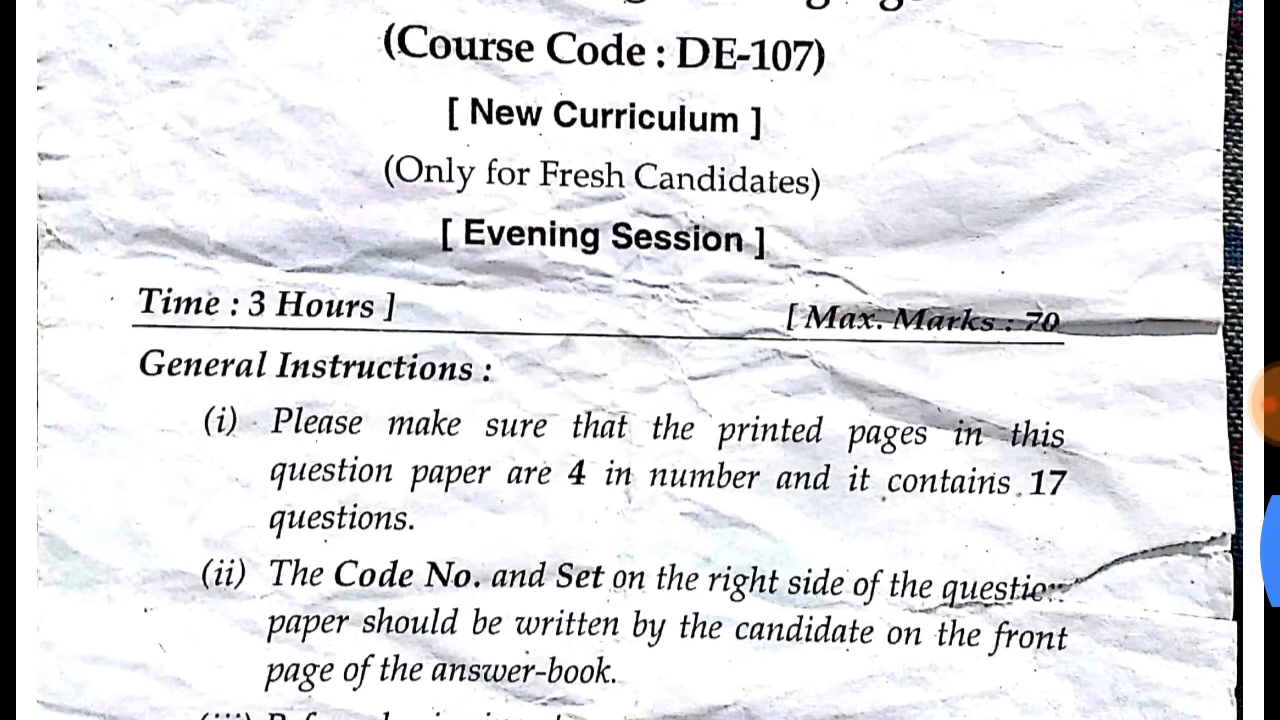 (Course Code : DE-107)
[ New Curriculum ]
(Only for Fresh Candidates)
[ Evening Session ]
Time : 3 Hours ] [ Max. Marks : 70
General Instructions :
(i) Please make sure that the printed pages in this
question paper are 4 in number and it contains 17
questions.
(ii) The Code No. and Set on the right side of the question
paper should be written by the candidate on the front
page of the answer-book.